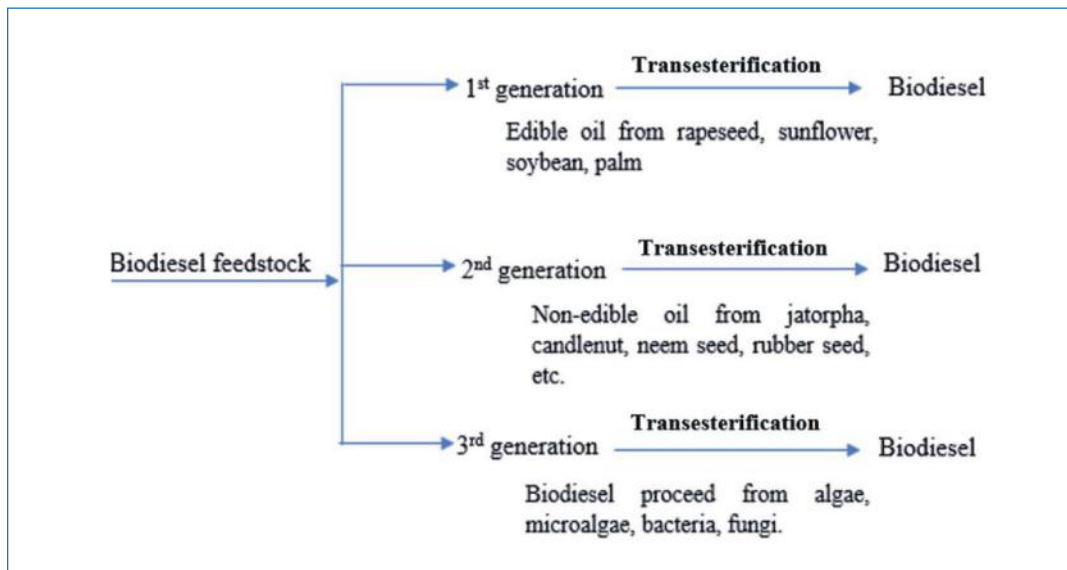 Transesterification
1st generation
Biodiesel
Edible oil from rapeseed, sunflower,
soybean, palm
Biodiesel feedstock
Transesterification
2nd generation
Biodiesel
Non-edible oil from jatorpha,
candlenut, neem seed, rubber seed,
etc.
Transesterification
3rd generation
Biodiesel
Biodiesel proceed from algae,
microalgae, bacteria, fungi.